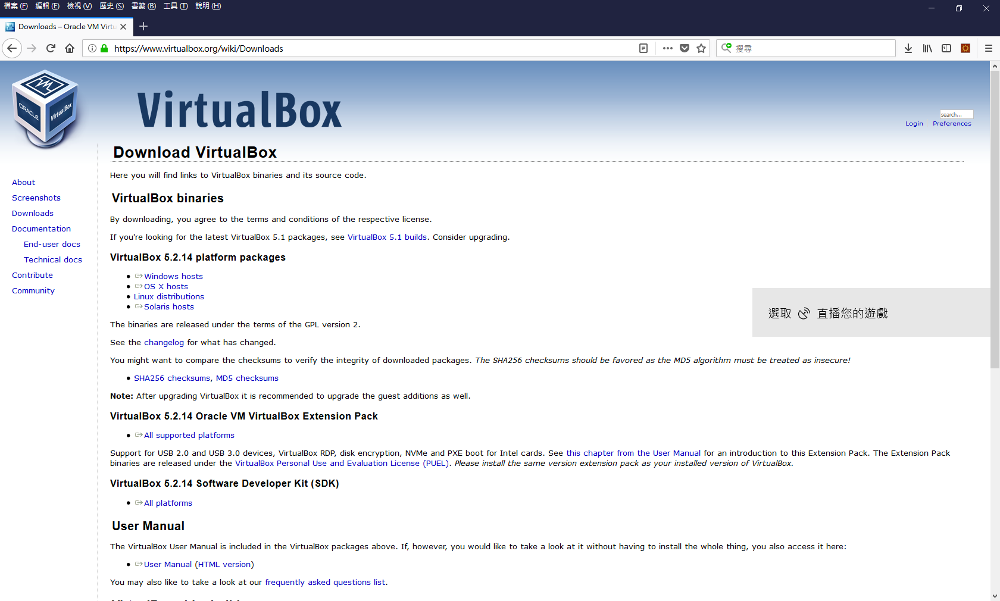 檔案 (F) 編輯 (E) 檢視 (V) 歷史 (S) 書籤 (B) 工具 (T) 說明 (H)
Downloads – Oracle VM Virtu
https://www.virtualbox.org/wiki/Downloads
搜尋
ORACLE
VirtualBox
VirtualBox
search...
Login Preferences
About
Screenshots
Downloads
Documentation
End-user docs
Technical docs
Contribute
Community
Download VirtualBox
Here you will find links to VirtualBox binaries and its source code.
VirtualBox binaries
By downloading, you agree to the terms and conditions of the respective license.
If you're looking for the latest VirtualBox 5.1 packages, see VirtualBox 5.1 builds. Consider upgrading.
VirtualBox 5.2.14 platform packages
• Windows hosts
• OS X hosts
• Linux distributions
• Solaris hosts
選取 直播您的遊戲
The binaries are released under the terms of the GPL version 2.
See the changelog for what has changed.
You might want to compare the checksums to verify the integrity of downloaded packages. The SHA256 checksums should be favored as the MD5 algorithm must be treated as insecure!
• SHA256 checksums, MD5 checksums
Note: After upgrading VirtualBox it is recommended to upgrade the guest additions as well.
VirtualBox 5.2.14 Oracle VM VirtualBox Extension Pack
• All supported platforms
Support for USB 2.0 and USB 3.0 devices, VirtualBox RDP, disk encryption, NVMe and PXE boot for Intel cards. See this chapter from the User Manual for an introduction to this Extension Pack. The Extension Pack
binaries are released under the VirtualBox Personal Use and Evaluation License (PUEL). Please install the same version extension pack as your installed version of VirtualBox.
VirtualBox 5.2.14 Software Developer Kit (SDK)
• All platforms
User Manual
The VirtualBox User Manual is included in the VirtualBox packages above. If, however, you would like to take a look at it without having to install the whole thing, you also access it here:
• User Manual (HTML version)
You may also like to take a look at our frequently asked questions list.